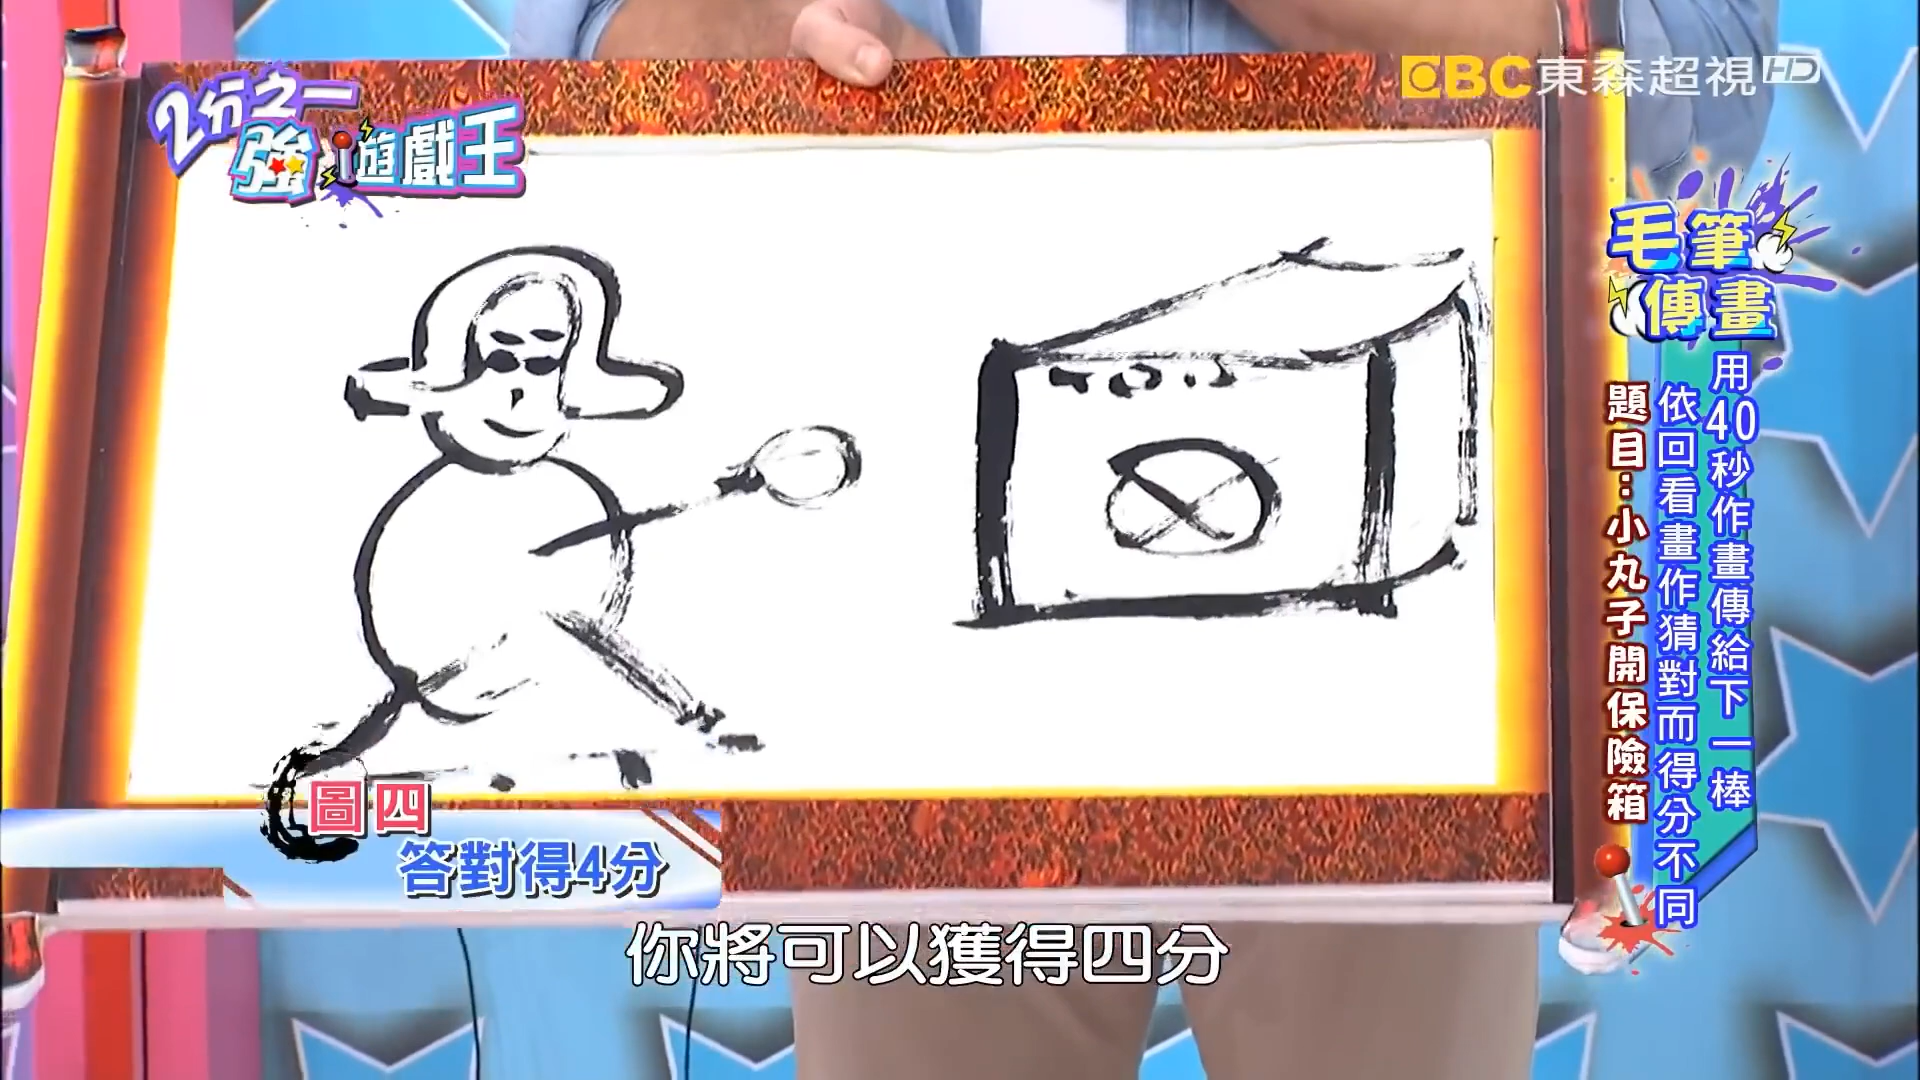 2分之一
強 i遊戲王
EBC東森超視HD
毛筆
傳畫
用40秒作畫傳給下一棒
依回看畫作猜對而得分不同
題目：小丸子開保險箱
圖四
答對得4分
你將可以獲得四分